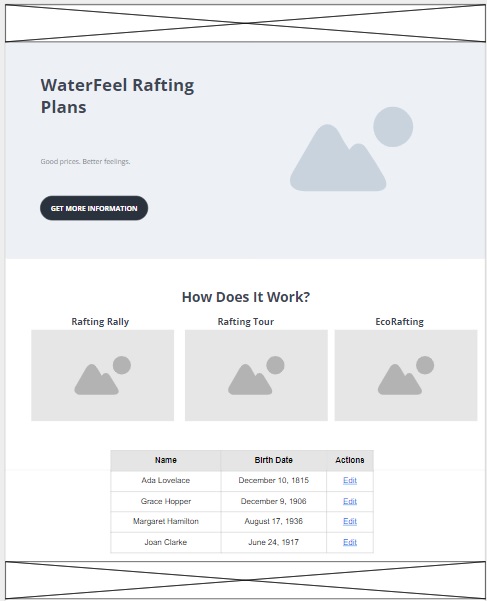 WaterFeel Rafting
Plans
Good prices. Better feelings.
GET MORE INFORMATION
How Does It Work?
Rafting Rally Rafting Tour EcoRafting
Name Birth Date Actions
Ada Lovelace December 10, 1815 Edit
Grace Hopper December 9, 1906 Edit
Margaret Hamilton August 17, 1936 Edit
Joan Clarke June 24, 1917 Edit